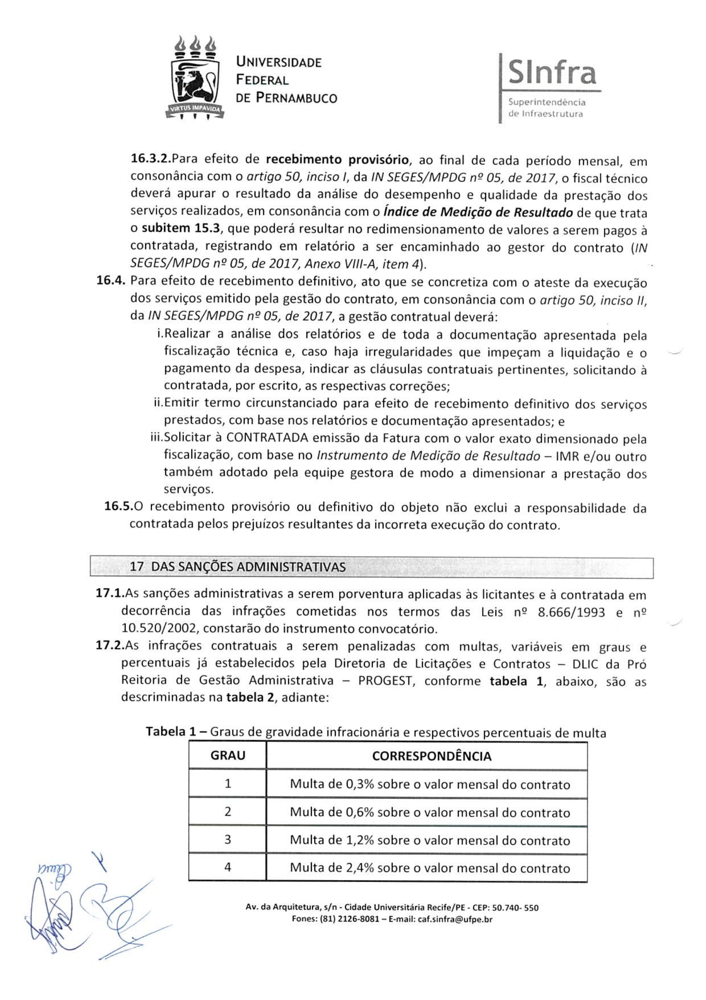 UNIVERSIDADE
FEDERAL
DE PERNAMBUCO
VIRTUS IMPAVIDA
SInfra
Superintendência
de Infraestrutura
16.3.2.Para efeito de recebimento provisório, ao final de cada período mensal, em
consonância com o artigo 50, inciso I, da IN SEGES/MPDG nº 05, de 2017, o fiscal técnico
deverá apurar o resultado da análise do desempenho e qualidade da prestação dos
serviços realizados, em consonância com o Índice de Medição de Resultado de que trata
o subitem 15.3, que poderá resultar no redimensionamento de valores a serem pagos à
contratada, registrando em relatório a ser encaminhado ao gestor do contrato (IN
SEGES/MPDG nº 05, de 2017, Anexo VIII-A, item 4).
16.4. Para efeito de recebimento definitivo, ato que se concretiza com o ateste da execução
dos serviços emitido pela gestão do contrato, em consonância com o artigo 50, inciso II,
da IN SEGES/MPDG nº 05, de 2017, a gestão contratual deverá:
i.Realizar a análise dos relatórios e de toda a documentação apresentada pela
fiscalização técnica e, caso haja irregularidades que impeçam a liquidação e o
pagamento da despesa, indicar as cláusulas contratuais pertinentes, solicitando à
contratada, por escrito, as respectivas correções;
ii.Emitir termo circunstanciado para efeito de recebimento definitivo dos serviços
prestados, com base nos relatórios e documentação apresentados; e
iii.Solicitar à CONTRATADA emissão da Fatura com o valor exato dimensionado pela
fiscalização, com base no Instrumento de Medição de Resultado – IMR e/ou outro
também adotado pela equipe gestora de modo a dimensionar a prestação dos
serviços.
16.5.O recebimento provisório ou definitivo do objeto não exclui a responsabilidade da
contratada pelos prejuízos resultantes da incorreta execução do contrato.
17 DAS SANÇÕES ADMINISTRATIVAS
17.1.As sanções administrativas a serem porventura aplicadas às licitantes e à contratada em
decorrência das infrações cometidas nos termos das Leis nº 8.666/1993 e nº
10.520/2002, constarão do instrumento convocatório.
17.2.As infrações contratuais a serem penalizadas com multas, variáveis em graus e
percentuais já estabelecidos pela Diretoria de Licitações e Contratos – DLIC da Pró
Reitoria de Gestão Administrativa – PROGEST, conforme tabela 1, abaixo, são as
descriminadas na tabela 2, adiante:
Tabela 1 – Graus de gravidade infracionária e respectivos percentuais de multa
GRAU CORRESPONDÊNCIA
1 Multa de 0,3% sobre o valor mensal do contrato
2 Multa de 0,6% sobre o valor mensal do contrato
3 Multa de 1,2% sobre o valor mensal do contrato
4 Multa de 2,4% sobre o valor mensal do contrato
Av. da Arquitetura, s/n - Cidade Universitária Recife/PE - CEP: 50.740- 550
Fones: (81) 2126-8081 – E-mail: caf.sinfra@ufpe.br